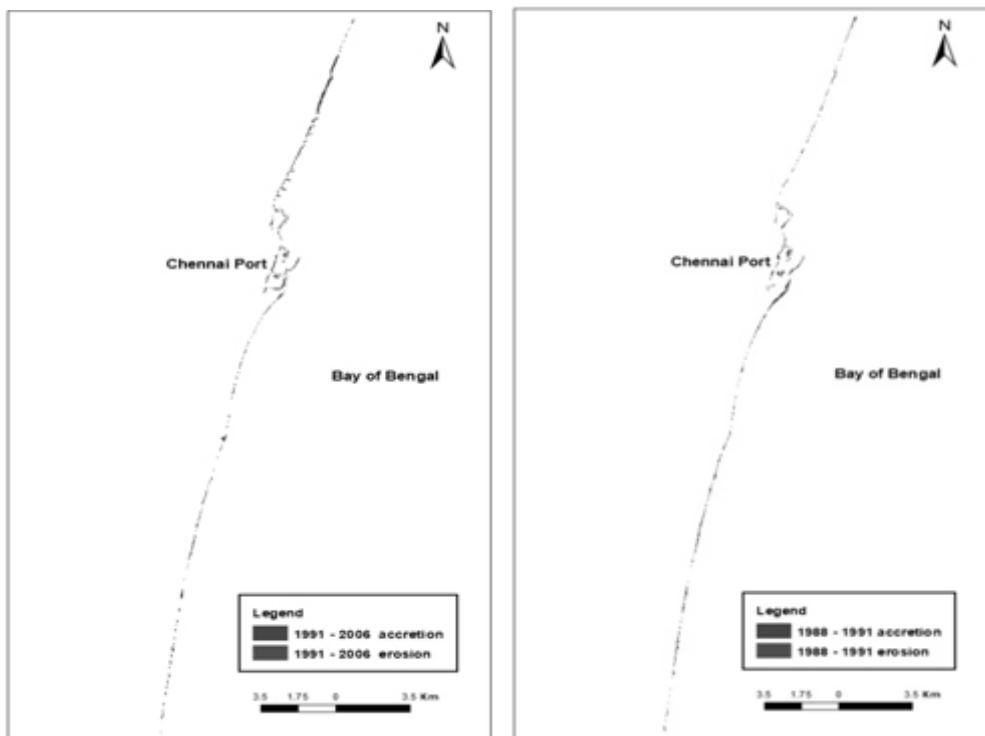 N
Chennai Port
Bay of Bengal
Legend
1991 - 2006 accretion
1991 - 2006 erosion
3.5 1.75 0 3.5 Km
N
Chennai Port
Bay of Bengal
Legend
1988 - 1991 accretion
1988 - 1991 erosion
3.5 1.75 0 3.5 Km